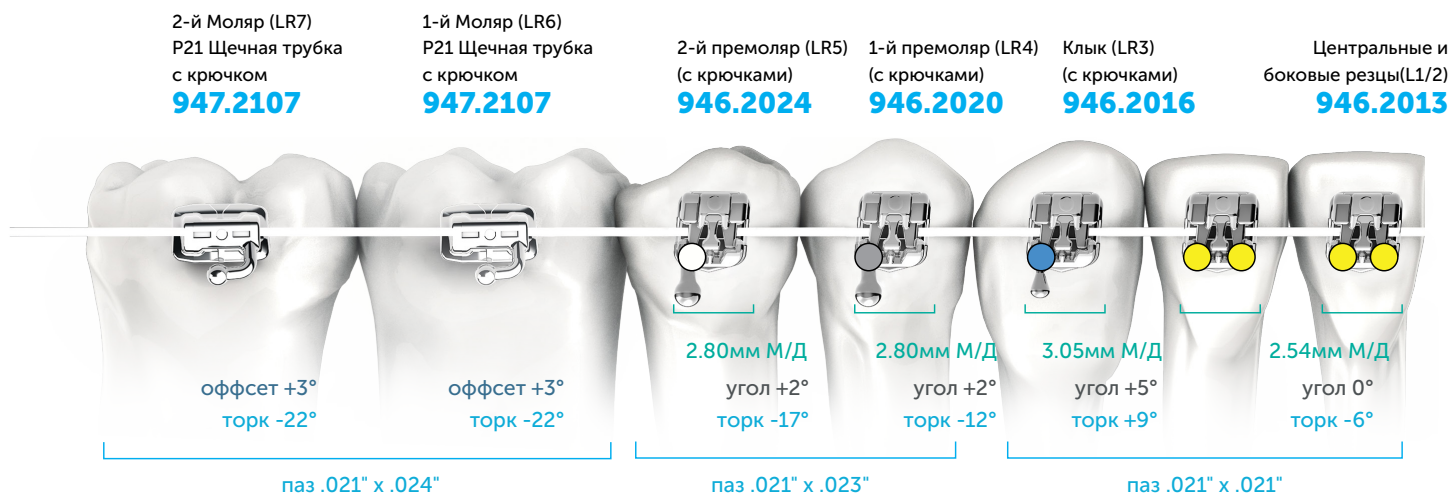 2-й Моляр (LR7)
P21 Щечная трубка
с крючком
947.2107
1-й Моляр (LR6)
P21 Щечная трубка
с крючком
947.2107
2-й премоляр (LR5)
(с крючками)
946.2024
1-й премоляр (LR4)
(с крючками)
946.2020
Клык (LR3)
(с крючками)
946.2016
Центральные и
боковые резцы(L1/2)
946.2013
2.80мм М/Д
2.80мм М/Д
3.05мм М/Д
2.54мм М/Д
оффсет +3°
оффсет +3°
угол +2°
угол +2°
угол +5°
угол 0°
торк -22°
торк -22°
торк -17°
торк -12°
торк +9°
торк -6°
паз .021" x .024"
паз .021" x .023"
паз .021" x .021"